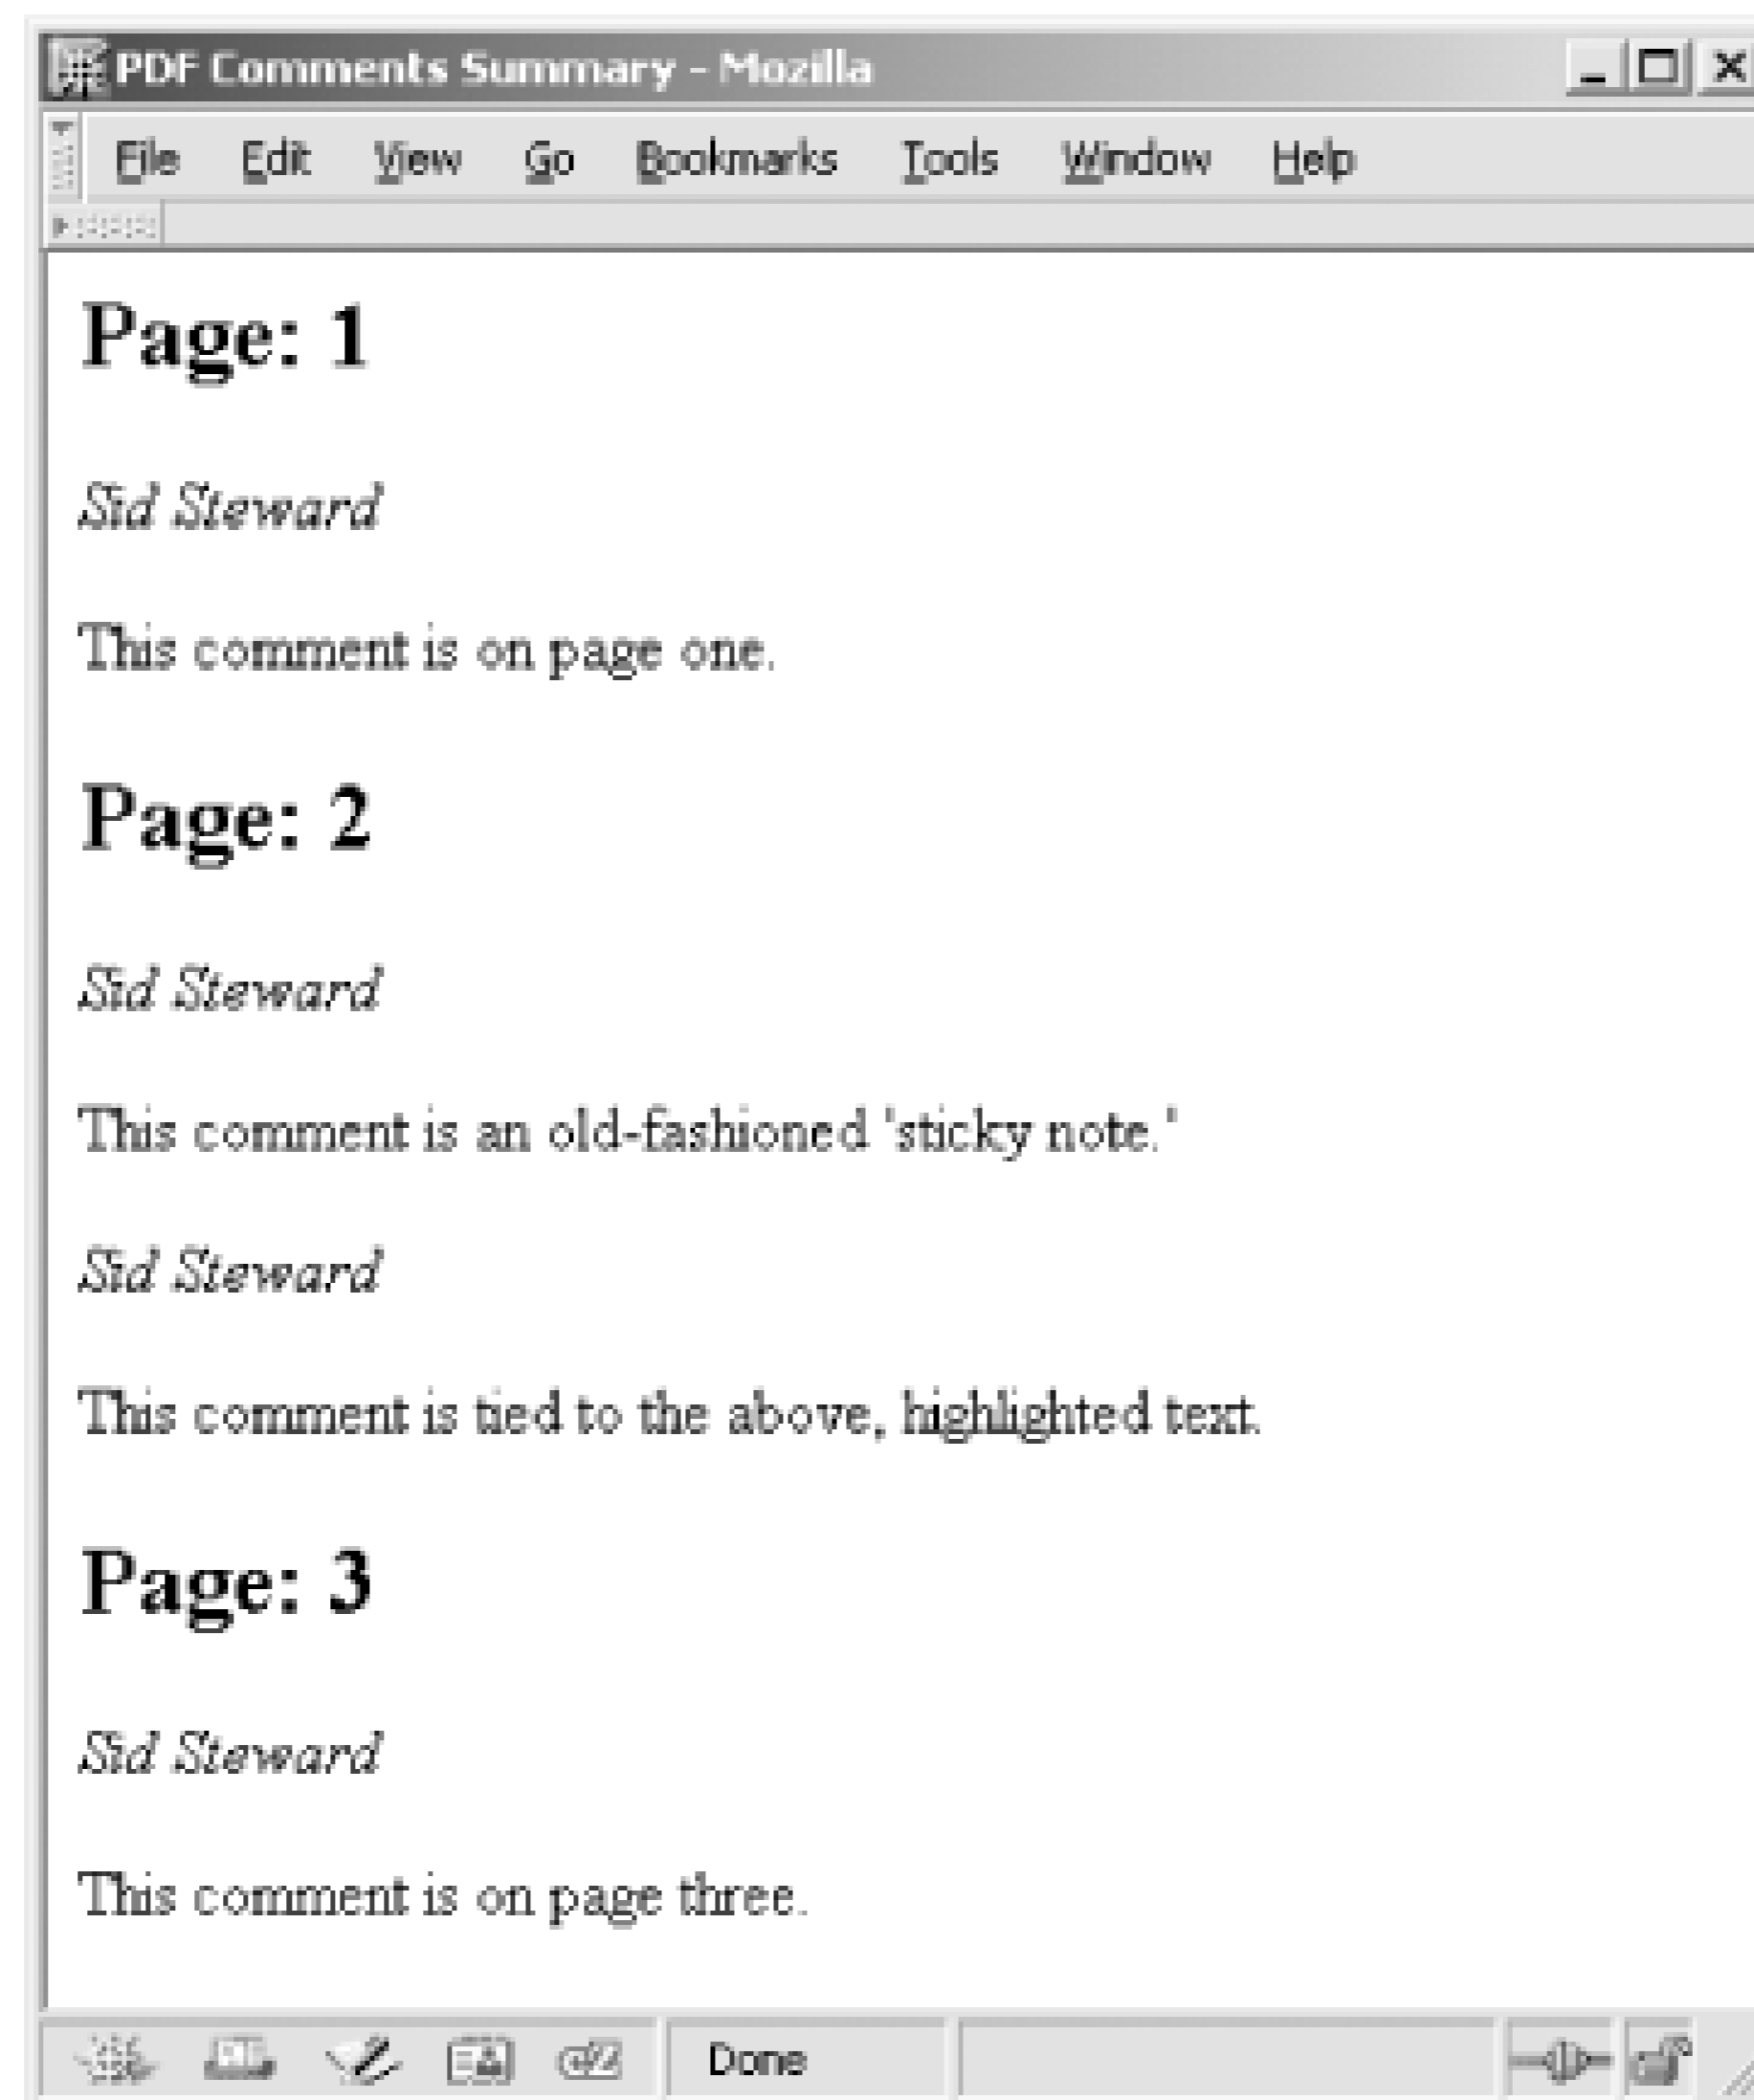 PDF Comments Summary - Mozilla
File Edit View Go Bookmarks Tools Window Help
Page: 1
Sid Steward
This comment is on page one.
Page: 2
Sid Steward
This comment is an old-fashioned 'sticky note.'
Sid Steward
This comment is tied to the above, highlighted text.
Page: 3
Sid Steward
This comment is on page three.
Done